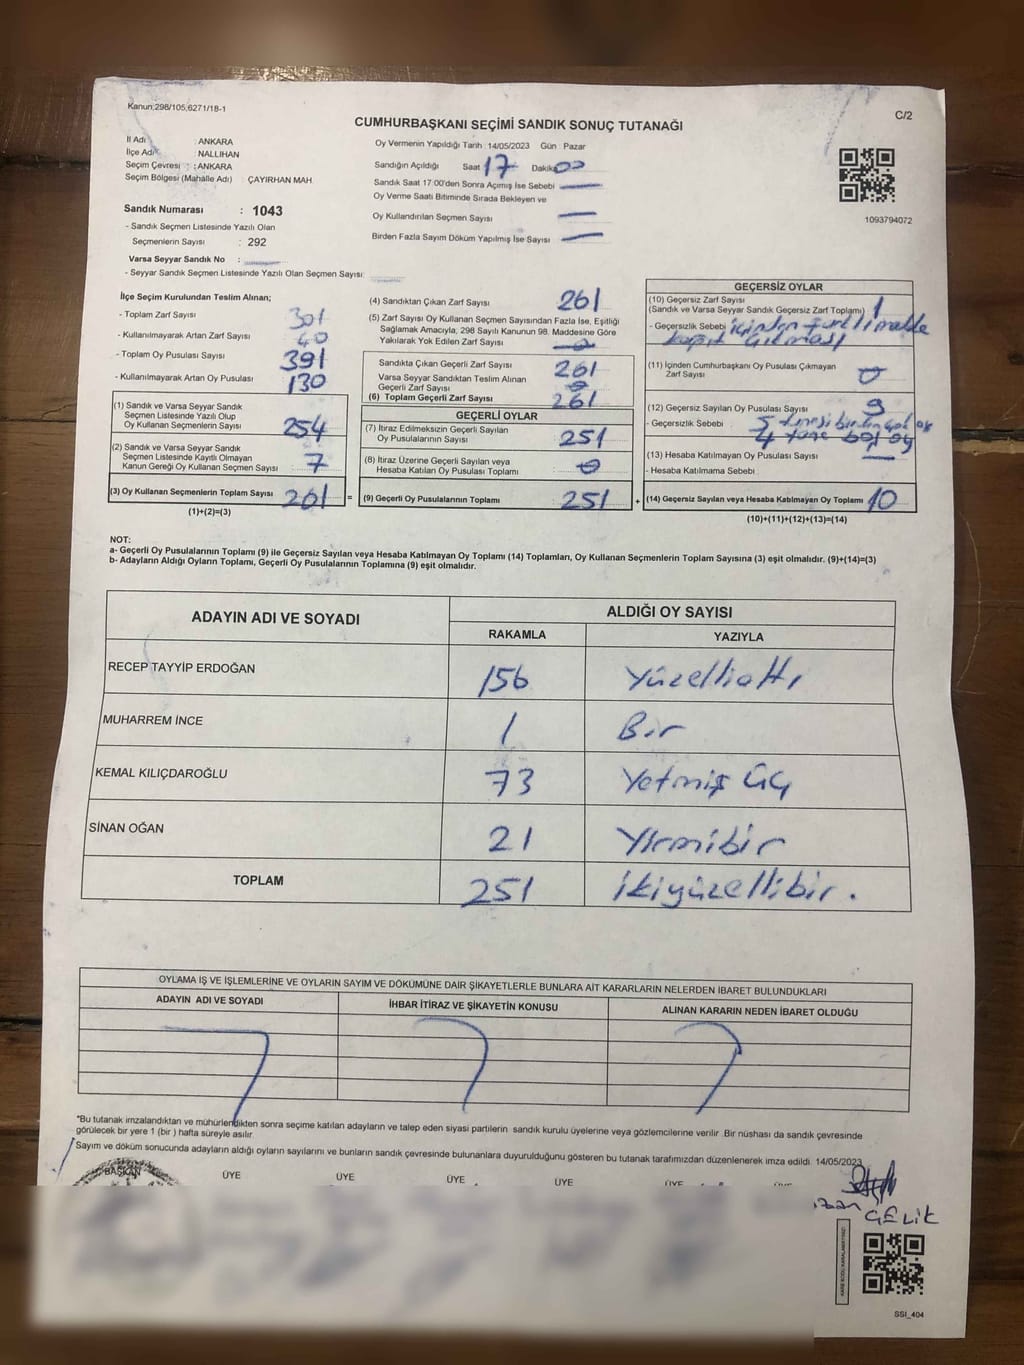 Kanun;298/105,6271/18-1
C/2
CUMHURBAŞKANI SEÇİMİ SANDIK SONUÇ TUTANAĞI
İl Adı : ANKARA
İlçe Adı : NALLIHAN
Seçim Çevresi : ANKARA
Seçim Bölgesi (Mahalle Adı) : ÇAYIRHAN MAH.
Sandık Numarası : 1043
- Sandık Seçmen Listesinde Yazılı Olan
Seçmenlerin Sayısı : 292
Varsa Seyyar Sandık No :
- Seyyar Sandık Seçmen Listesinde Yazılı Olan Seçmen Sayısı:
Oy Vermenin Yapıldığı Tarih : 14/05/2023 Gün : Pazar
Sandığın Açıldığı Saat 17 Dakika 00
Sandık Saat 17:00'den Sonra Açımış İse Sebebi
Oy Verme Saati Bitiminde Sırada Bekleyen ve
Oy Kullandırılan Seçmen Sayısı
Birden Fazla Sayım Döküm Yapılmış İse Sayısı
1093794072
İlçe Seçim Kurulundan Teslim Alınan;
- Toplam Zarf Sayısı 301
- Kullanılmayarak Artan Zarf Sayısı 40
- Toplam Oy Pusulası Sayısı 391
- Kullanılmayarak Artan Oy Pusulası 130
(1) Sandık ve Varsa Seyyar Sandık
Seçmen Listesinde Yazılı Olup
Oy Kullanan Seçmenlerin Sayısı 254
(2) Sandık ve Varsa Seyyar Sandık
Seçmen Listesinde Kayıtlı Olmayan
Kanun Gereği Oy Kullanan Seçmen Sayısı 7
(3) Oy Kullanan Seçmenlerin Toplam Sayısı 261 =
(1)+(2)=(3)
(4) Sandıktan Çıkan Zarf Sayısı 261
(5) Zarf Sayısı Oy Kullanan Seçmen Sayısından Fazla İse, Eşitliği
Sağlamak Amacıyla, 298 Sayılı Kanunun 98. Maddesine Göre
Yakılarak Yok Edilen Zarf Sayısı 0
Sandıkta Çıkan Geçerli Zarf Sayısı 261
Varsa Seyyar Sandıktan Teslim Alınan
Geçerli Zarf Sayısı 0
(6) Toplam Geçerli Zarf Sayısı 261
GEÇERLİ OYLAR
(7) İtiraz Edilmeksizin Geçerli Sayılan
Oy Pusulalarının Sayısı 251
(8) İtiraz Üzerine Geçerli Sayılan veya
Hesaba Katılan Oy Pusulası Toplamı 0
(9) Geçerli Oy Pusulalarının Toplamı 251 +
GEÇERSİZ OYLAR
(10) Geçersiz Zarf Sayısı
(Sandık ve Varsa Seyyar Sandık Geçersiz Zarf Toplamı) 1
- Geçersizlik Sebebi içinden
çıkması
(11) İçinden Cumhurbaşkanı Oy Pusulası Çıkmayan
Zarf Sayısı 0
(12) Geçersiz Sayılan Oy Pusulası Sayısı 9
- Geçersizlik Sebebi 5
4 tane boş oy
(13) Hesaba Katılmayan Oy Pusulası Sayısı
- Hesaba Katılmama Sebebi
(14) Geçersiz Sayılan veya Hesaba Katılmayan Oy Toplamı 10
(10)+(11)+(12)+(13)=(14)
NOT:
a- Geçerli Oy Pusulalarının Toplamı (9) ile Geçersiz Sayılan veya Hesaba Katılmayan Oy Toplamı (14) Toplamları, Oy Kullanan Seçmenlerin Toplam Sayısına (3) eşit olmalıdır. (9)+(14)=(3)
b- Adayların Aldığı Oyların Toplamı, Geçerli Oy Pusulalarının Toplamına (9) eşit olmalıdır.
ADAYIN ADI VE SOYADI ALDIĞI OY SAYISI
RAKAMLA YAZIYLA
RECEP TAYYİP ERDOĞAN 156 Yüzellialtı
MUHARREM İNCE 1 Bir
KEMAL KILIÇDAROĞLU 73 Yetmiş Üç
SİNAN OĞAN 21 Yirmibir
TOPLAM 251 İkiyüzellibir.
OYLAMA İŞ VE İŞLEMLERİNE VE OYLARIN SAYIM VE DÖKÜMÜNE DAİR ŞİKAYETLERLE BUNLARA AİT KARARLARIN NELERDEN İBARET BULUNDUKLARI
ADAYIN ADI VE SOYADI İHBAR İTİRAZ VE ŞİKAYETİN KONUSU ALINAN KARARIN NEDEN İBARET OLDUĞU
*Bu tutanak imzalandıktan ve mühürlendikten sonra seçime katılan adayların ve talep eden siyasi partilerin sandık kurulu üyelerine veya gözlemcilerine verilir .Bir nüshası da sandık çevresinde
görülecek bir yere 1 (bir ) hafta süreyle asılır.
Sayım ve döküm sonucunda adayların aldığı oyların sayılarını ve bunların sandık çevresinde bulunanlara duyurulduğunu gösteren bu tutanak tarafımızdan düzenlenerek imza edildi. 14/05/2023
BAŞKAN ÜYE ÜYE ÜYE ÜYE ÜYE
ÇELİK
SSI_404